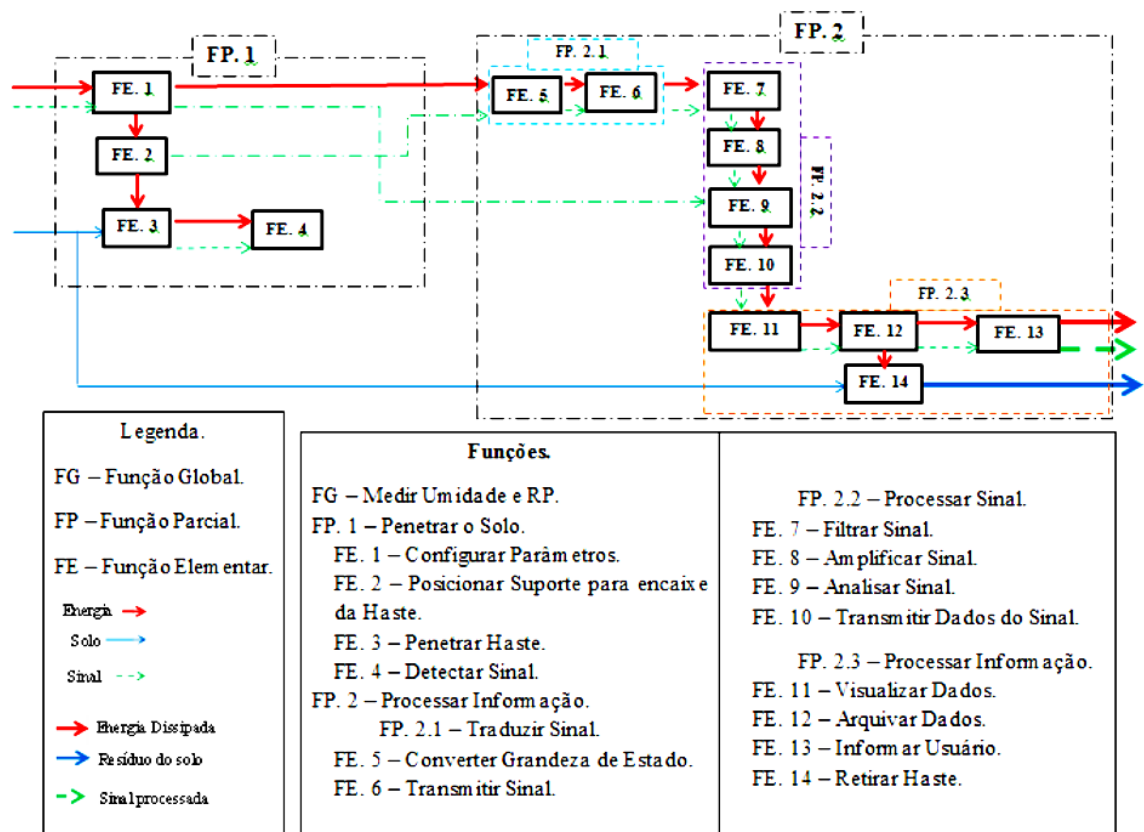 FP. 1
FP. 2
FP. 2.1
FE. 1
FE. 5
FE. 6
FE. 7
FE. 2
FE. 8
FP. 2.2
FE. 3
FE. 4
FE. 9
FE. 10
FP. 2.3
FE. 11
FE. 12
FE. 13
FE. 14
Legenda.
FG – Função Global.
FP – Função Parcial.
FE – Função Elementar.
Energia
Solo
Sinal
Energia Dissipada
Resíduo do solo
Sinal processada
Funções.
FG – Medir Umidade e RP.
FP. 1 – Penetrar o Solo.
FE. 1 – Configurar Parâmetros.
FE. 2 – Posicionar Suporte para encaixe
da Haste.
FE. 3 – Penetrar Haste.
FE. 4 – Detectar Sinal.
FP. 2 – Processar Informação.
FP. 2.1 – Traduzir Sinal.
FE. 5 – Converter Grandeza de Estado.
FE. 6 – Transmitir Sinal.
FP. 2.2 – Processar Sinal.
FE. 7 – Filtrar Sinal.
FE. 8 – Amplificar Sinal.
FE. 9 – Analisar Sinal.
FE. 10 – Transmitir Dados do Sinal.
FP. 2.3 – Processar Informação.
FE. 11 – Visualizar Dados.
FE. 12 – Arquivar Dados.
FE. 13 – Informar Usuário.
FE. 14 – Retirar Haste.